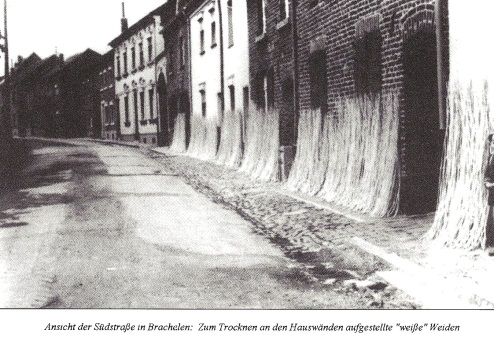 Ansicht der Südstraße in Brachelen: Zum Trocknen an den Hauswänden aufgestellte "weiße" Weiden